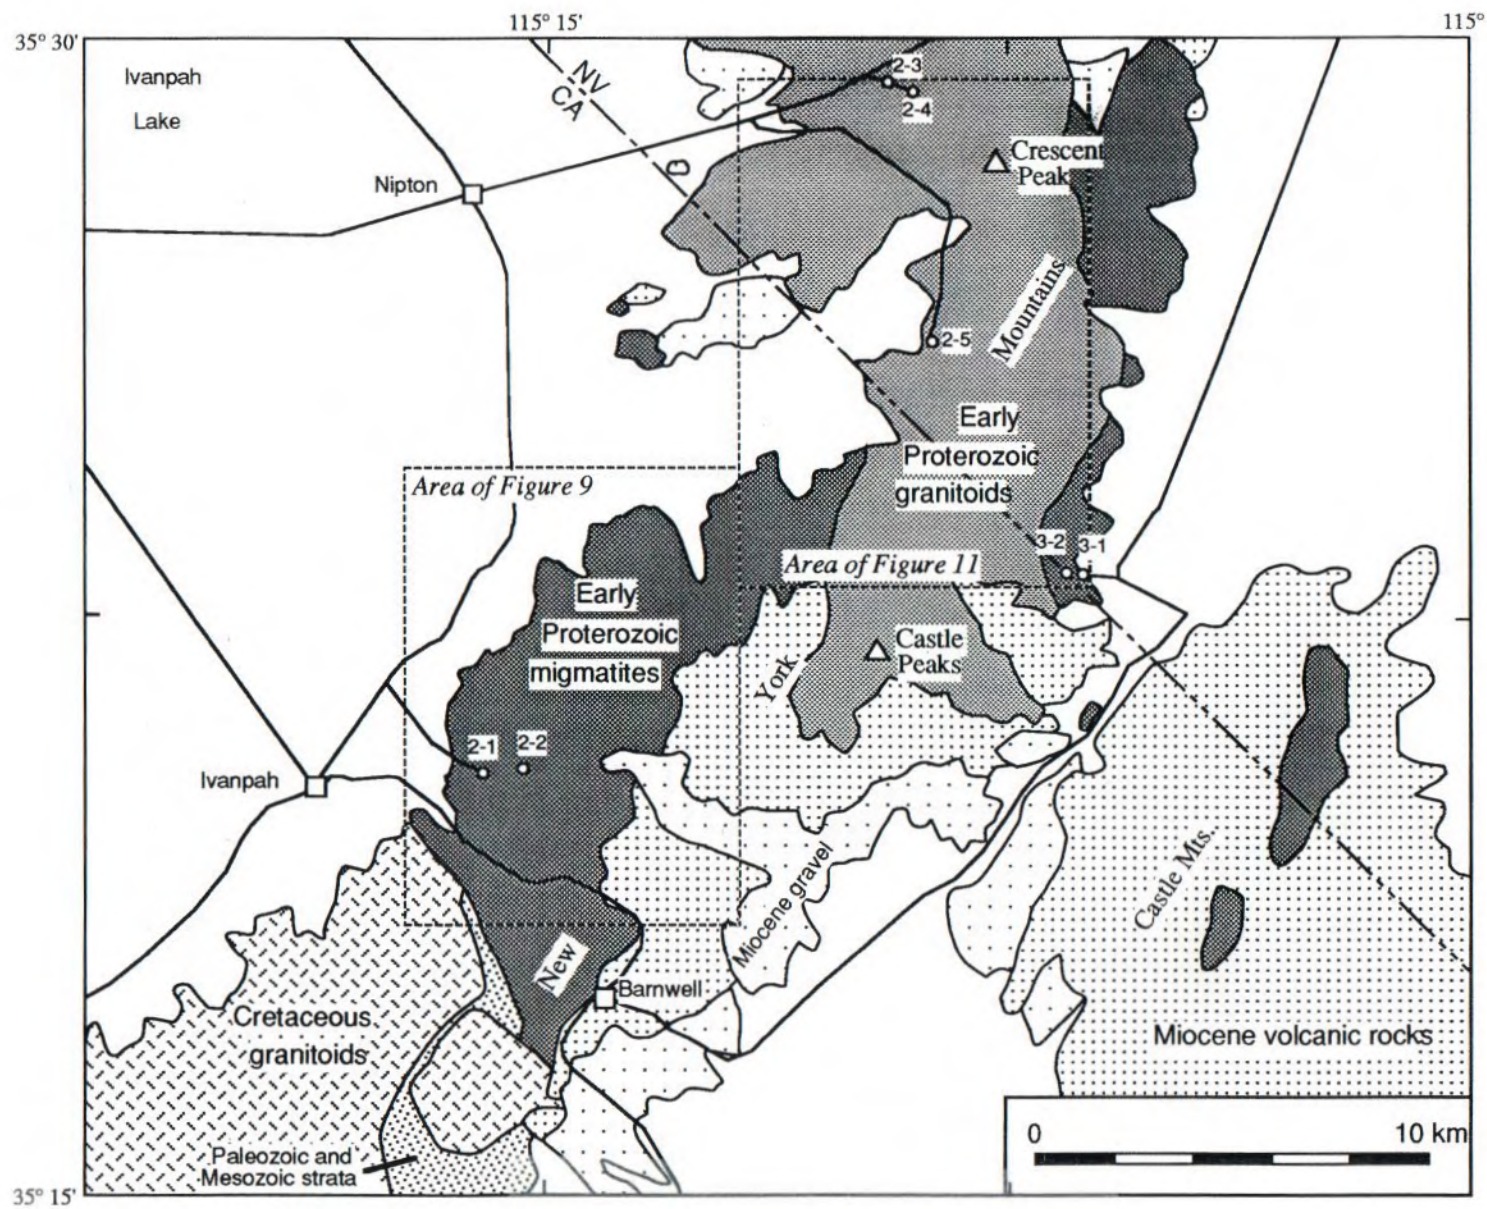 115° 15'
115°
35° 30'
Ivanpah
Lake
NV
CA
2-3
2-4
Crescent
Peak
Nipton
Mountains
2-5
Early
Proterozoic
granitoids
Area of Figure 9
3-2
3-1
Area of Figure 11
Early
Proterozoic
migmatites
Castle
Peaks
York
2-1
2-2
Ivanpah
Castle Mts.
Miocene gravel
New
Barnwell
Cretaceous
granitoids
Miocene volcanic rocks
0
10 km
Paleozoic and
Mesozoic strata
35° 15'